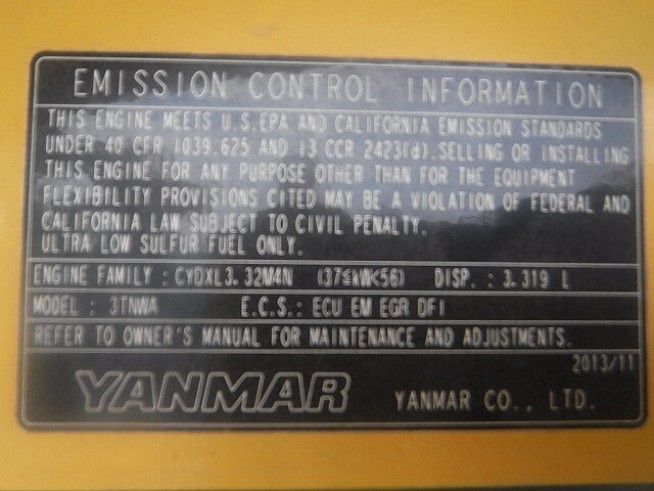 EMISSION CONTROL INFORMATION
THIS ENGINE MEETS U.S.EPA AND CALIFORNIA EMISSION STANDARDS
UNDER 40 CFR 1039.625 AND 13 CCR 2423(d).SELLING OR INSTALLING
THIS ENGINE FOR ANY PURPOSE OTHER THAN FOR THE EQUIPMENT
FLEXIBILITY PROVISIONS CITED MAY BE A VIOLATION OF FEDERAL AND
CALIFORNIA LAW SUBJECT TO CIVIL PENALTY.
ULTRA LOW SULFUR FUEL ONLY.
ENGINE FAMILY : CYDXL3.32M4N (37≤kW<56) DISP. : 3.319 L
MODEL : 3TNWA E.C.S.: ECU EM EGR DFI
REFER TO OWNER'S MANUAL FOR MAINTENANCE AND ADJUSTMENTS.
2013/11
YANMAR YANMAR CO., LTD.